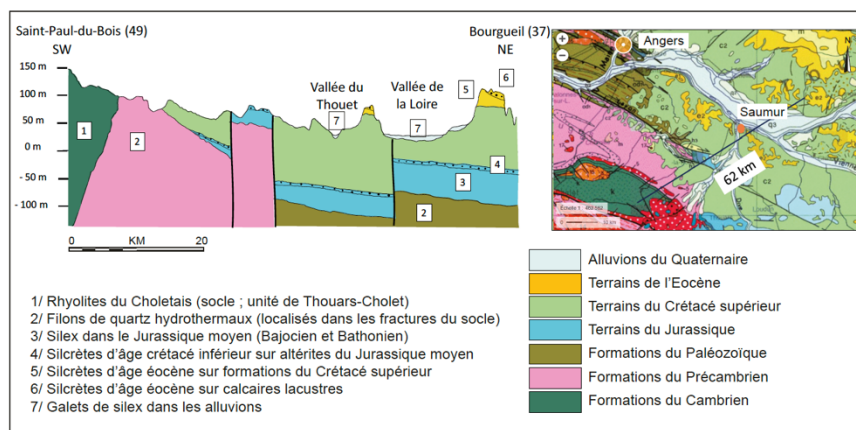 Saint-Paul-du-Bois (49)
SW
Bourgueil (37)
NE
150 m
100 m
50 m
0 m
- 50 m
- 100 m
Vallée du
Thouet
Vallée de
la Loire
1
2
7
7
5
6
4
3
2
0
KM
20
Angers
Saumur
62 km
N
1/ Rhyolites du Choletais (socle ; unité de Thouars-Cholet)
2/ Filons de quartz hydrothermaux (localisés dans les fractures du socle)
3/ Silex dans le Jurassique moyen (Bajocien et Bathonien)
4/ Silcrètes d'âge crétacé inférieur sur altérites du Jurassique moyen
5/ Silcrètes d'âge éocène sur formations du Crétacé supérieur
6/ Silcrètes d'âge éocène sur calcaires lacustres
7/ Galets de silex dans les alluvions
Alluvions du Quaternaire
Terrains de l'Eocène
Terrains du Crétacé supérieur
Terrains du Jurassique
Formations du Paléozoïque
Formations du Précambrien
Formations du Cambrien